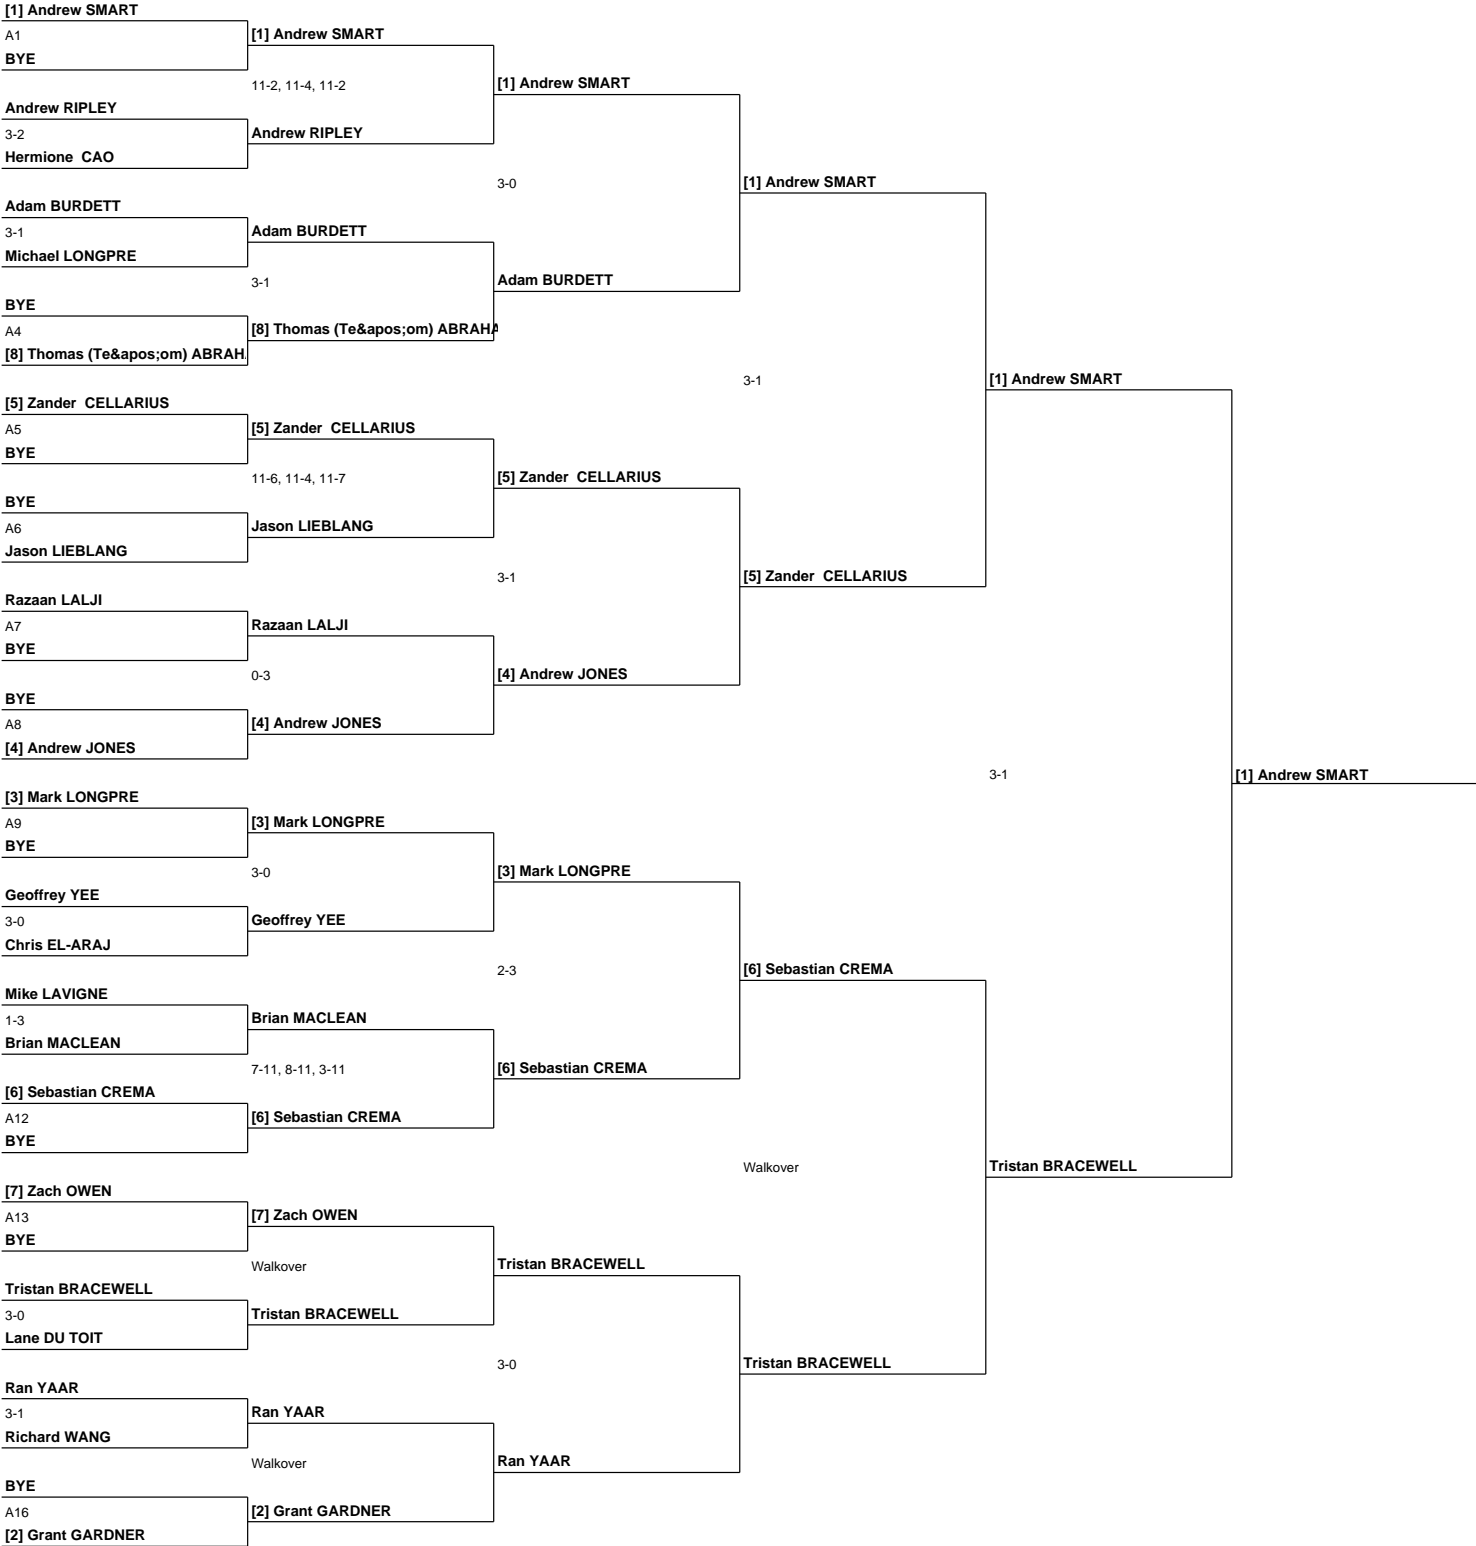 [1] Andrew SMART
A1
BYE
Andrew RIPLEY
3-2
Hermione  CAO
Adam BURDETT
3-1
Michael LONGPRE
BYE
A4
[8] Thomas (Te&apos;om) ABRAH
[5] Zander  CELLARIUS
A5
BYE
BYE
A6
Jason LIEBLANG
Razaan LALJI
A7
BYE
BYE
A8
[4] Andrew JONES
[3] Mark LONGPRE
A9
BYE
Geoffrey YEE
3-0
Chris EL-ARAJ
Mike LAVIGNE
1-3
Brian MACLEAN
[6] Sebastian CREMA
A12
BYE
[7] Zach OWEN
A13
BYE
Tristan BRACEWELL
3-0
Lane DU TOIT
Ran YAAR
3-1
Richard WANG
BYE
A16
[2] Grant GARDNER
[1] Andrew SMART
11-2, 11-4, 11-2
Andrew RIPLEY
Adam BURDETT
3-1
[8] Thomas (Te&apos;om) ABRAHA
[5] Zander  CELLARIUS
11-6, 11-4, 11-7
Jason LIEBLANG
Razaan LALJI
0-3
[4] Andrew JONES
[3] Mark LONGPRE
3-0
Geoffrey YEE
Brian MACLEAN
7-11, 8-11, 3-11
[6] Sebastian CREMA
[7] Zach OWEN
Walkover
Tristan BRACEWELL
Ran YAAR
Walkover
[2] Grant GARDNER
[1] Andrew SMART
3-0
Adam BURDETT
[5] Zander  CELLARIUS
3-1
[4] Andrew JONES
[3] Mark LONGPRE
2-3
[6] Sebastian CREMA
Tristan BRACEWELL
3-0
Ran YAAR
[1] Andrew SMART
3-1
[5] Zander  CELLARIUS
[6] Sebastian CREMA
Walkover
Tristan BRACEWELL
[1] Andrew SMART
3-1
Tristan BRACEWELL
[1] Andrew SMART